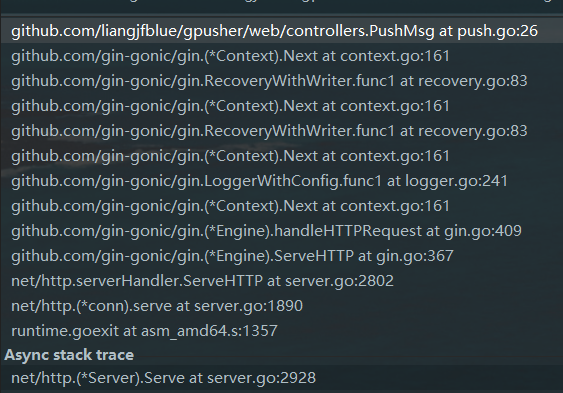 github.com/liangjfblue/gpusher/web/controllers.PushMsg at push.go:26
github.com/gin-gonic/gin.(*Context).Next at context.go:161
github.com/gin-gonic/gin.RecoveryWithWriter.func1 at recovery.go:83
github.com/gin-gonic/gin.(*Context).Next at context.go:161
github.com/gin-gonic/gin.RecoveryWithWriter.func1 at recovery.go:83
github.com/gin-gonic/gin.(*Context).Next at context.go:161
github.com/gin-gonic/gin.LoggerWithConfig.func1 at logger.go:241
github.com/gin-gonic/gin.(*Context).Next at context.go:161
github.com/gin-gonic/gin.(*Engine).handleHTTPRequest at gin.go:409
github.com/gin-gonic/gin.(*Engine).ServeHTTP at gin.go:367
net/http.serverHandler.ServeHTTP at server.go:2802
net/http.(*conn).serve at server.go:1890
runtime.goexit at asm_amd64.s:1357
Async stack trace
net/http.(*Server).Serve at server.go:2928